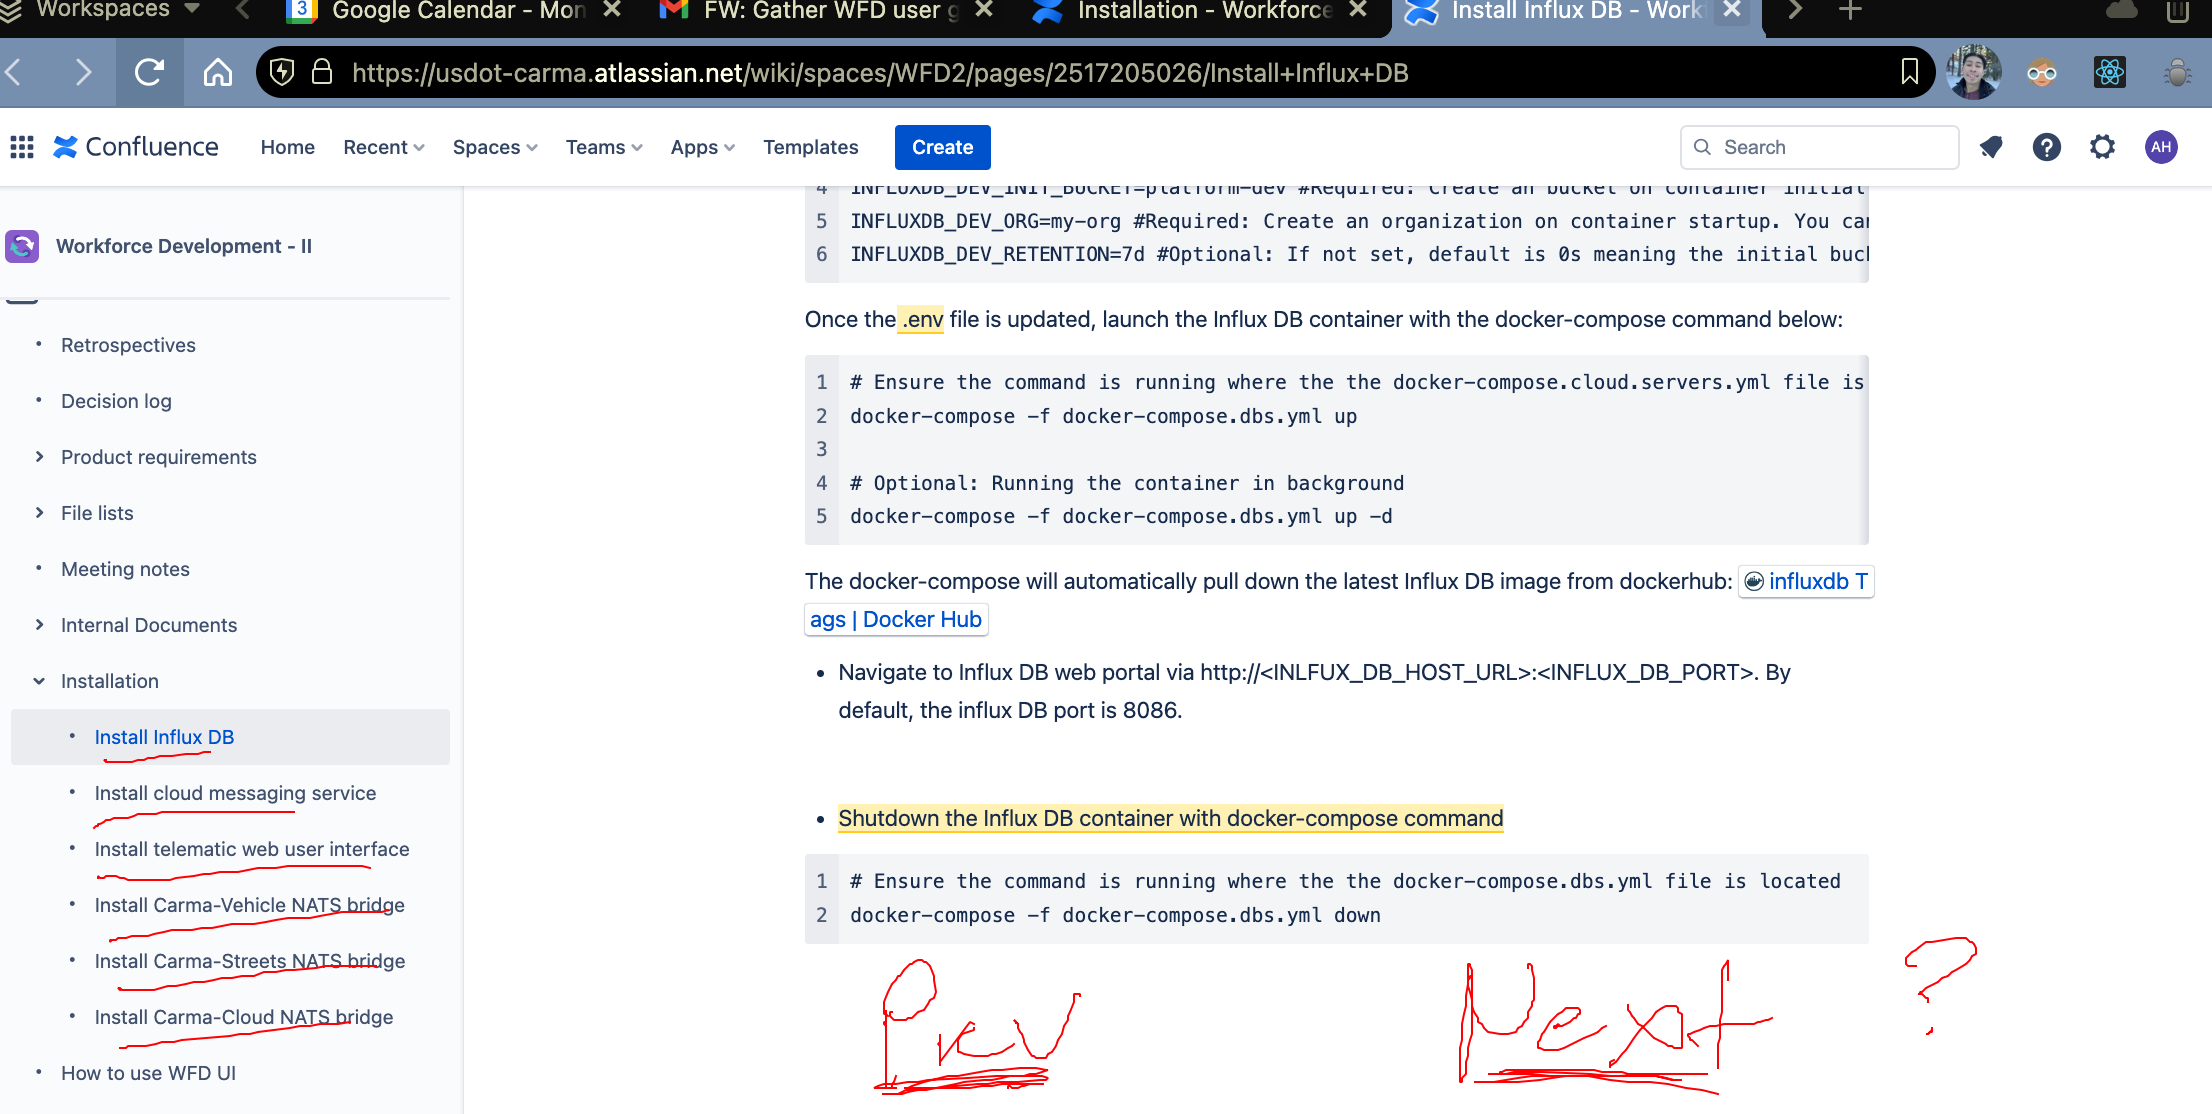 Workspaces
Google Calendar - Mon
FW: Gather WFD user g
Installation - Workforce
Install Influx DB - Work
https://usdot-carma.atlassian.net/wiki/spaces/WFD2/pages/2517205026/Install+Influx+DB
Confluence
Home
Recent
Spaces
Teams
Apps
Templates
Create
Search
AH
Workforce Development - II
Retrospectives
Decision log
Product requirements
File lists
Meeting notes
Internal Documents
Installation
Install Influx DB
Install cloud messaging service
Install telematic web user interface
Install Carma-Vehicle NATS bridge
Install Carma-Streets NATS bridge
Install Carma-Cloud NATS bridge
How to use WFD UI
4 INFLUXDB_DEV_INIT_BUCKET=platform-dev #Required: Create an bucket on container initial
5 INFLUXDB_DEV_ORG=my-org #Required: Create an organization on container startup. You can
6 INFLUXDB_DEV_RETENTION=7d #Optional: If not set, default is 0s meaning the initial buck
Once the .env file is updated, launch the Influx DB container with the docker-compose command below:
1 # Ensure the command is running where the the docker-compose.cloud.servers.yml file is
2 docker-compose -f docker-compose.dbs.yml up
3
4 # Optional: Running the container in background
5 docker-compose -f docker-compose.dbs.yml up -d
The docker-compose will automatically pull down the latest Influx DB image from dockerhub: influxdb T
ags | Docker Hub
• Navigate to Influx DB web portal via http://<INLFUX_DB_HOST_URL>:<INFLUX_DB_PORT>. By
default, the influx DB port is 8086.
• Shutdown the Influx DB container with docker-compose command
1 # Ensure the command is running where the the docker-compose.dbs.yml file is located
2 docker-compose -f docker-compose.dbs.yml down
Prev Next ?